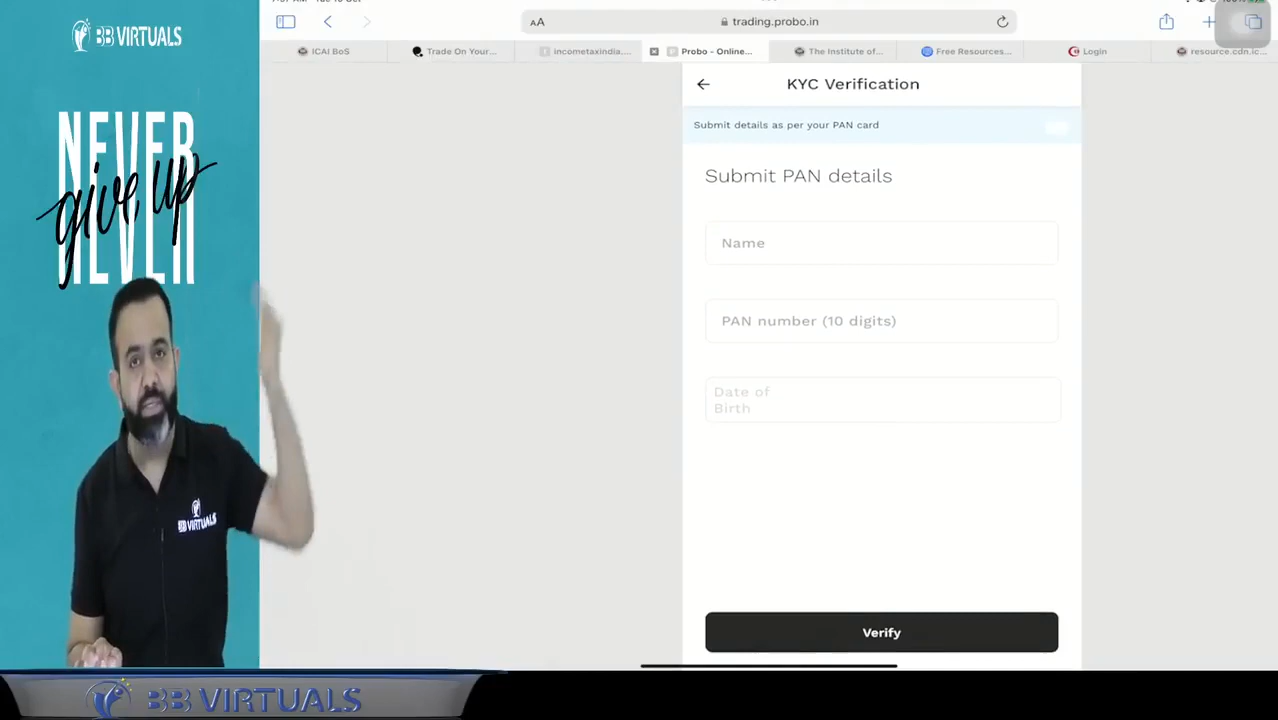 BB VIRTUALS
NEVER
give up
NEVER
AA
trading.probo.in
ICAI BoS
Trade On Your...
incometaxindia....
Probo - Online...
The Institute of...
Free Resources...
Login
resource.cdn.ic...
KYC Verification
Submit details as per your PAN card
Submit PAN details
Name
PAN number (10 digits)
Date of
Birth
Verify
BB VIRTUALS
BB VIRTUALS